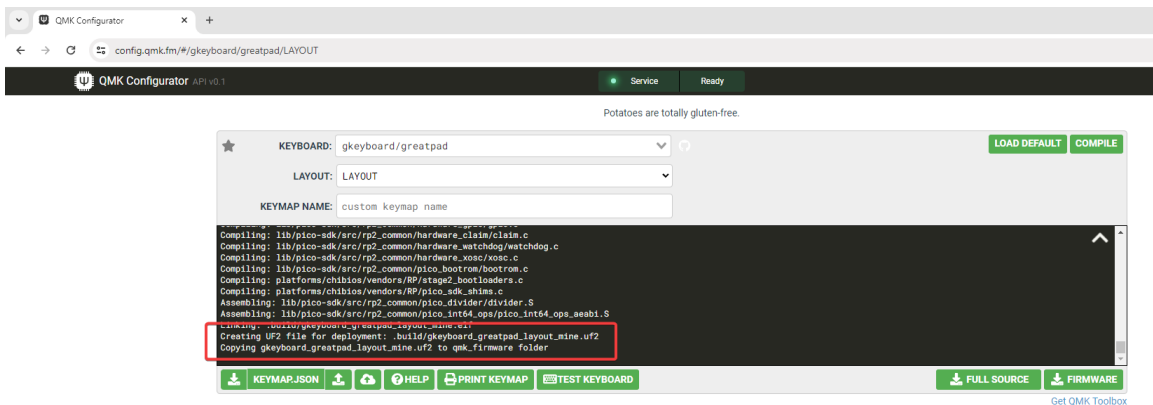 QMK Configurator
config.qmk.fm/#/gkeyboard/greatpad/LAYOUT
QMK Configurator API v0.1
Service
Ready
Potatoes are totally gluten-free.
KEYBOARD: gkeyboard/greatpad
LOAD DEFAULT
COMPILE
LAYOUT: LAYOUT
KEYMAP NAME: custom keymap name
Compiling: lib/pico-sdk/src/rp2_common/hardware_claim/claim.c
Compiling: lib/pico-sdk/src/rp2_common/hardware_watchdog/watchdog.c
Compiling: lib/pico-sdk/src/rp2_common/hardware_xosc/xosc.c
Compiling: lib/pico-sdk/src/rp2_common/pico_bootrom/bootrom.c
Compiling: platforms/chibios/vendors/RP/stage2_bootloaders.c
Compiling: platforms/chibios/vendors/RP/pico_sdk_shims.c
Assembling: lib/pico-sdk/src/rp2_common/pico_divider/divider.S
Assembling: lib/pico-sdk/src/rp2_common/pico_int64_ops/pico_int64_ops_aeabi.S
Linking: .build/gkeyboard_greatpad_layout_mine.elf
Creating UF2 file for deployment: .build/gkeyboard_greatpad_layout_mine.uf2
Copying gkeyboard_greatpad_layout_mine.uf2 to qmk_firmware folder
KEYMAP.JSON
HELP
PRINT KEYMAP
TEST KEYBOARD
FULL SOURCE
FIRMWARE
Get QMK Toolbox